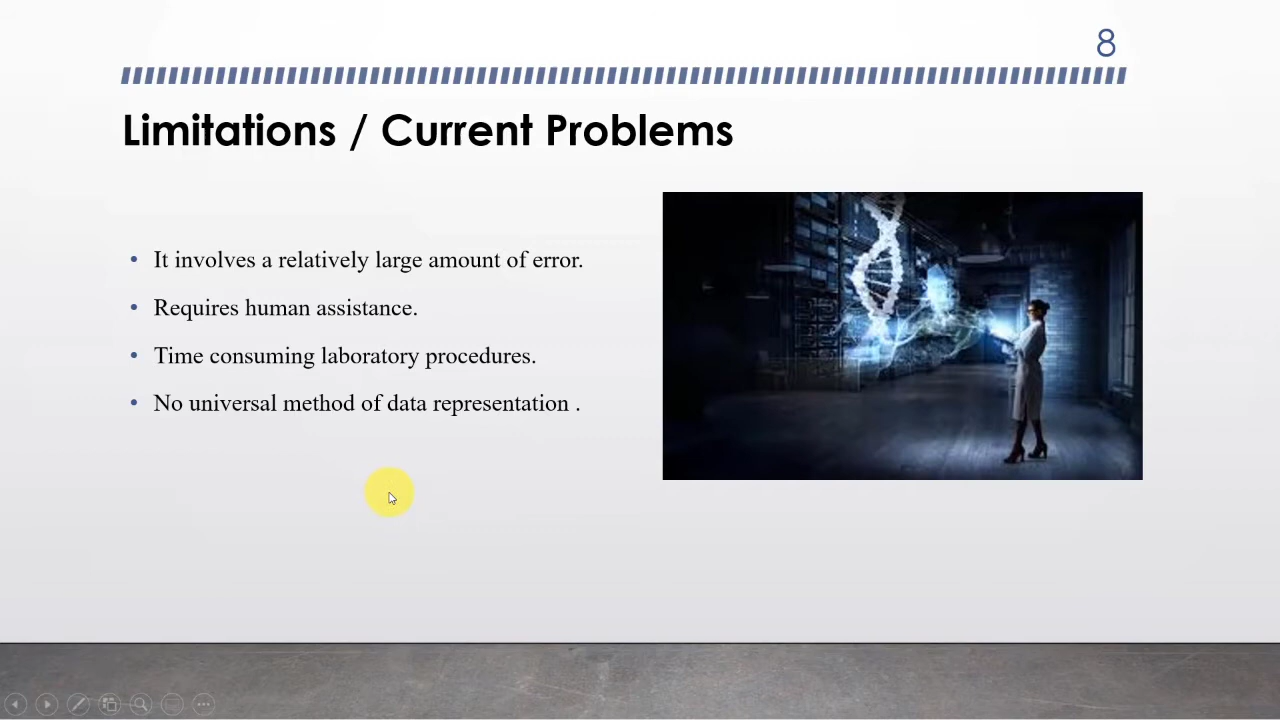 8
Limitations / Current Problems
• It involves a relatively large amount of error.
• Requires human assistance.
• Time consuming laboratory procedures.
• No universal method of data representation .